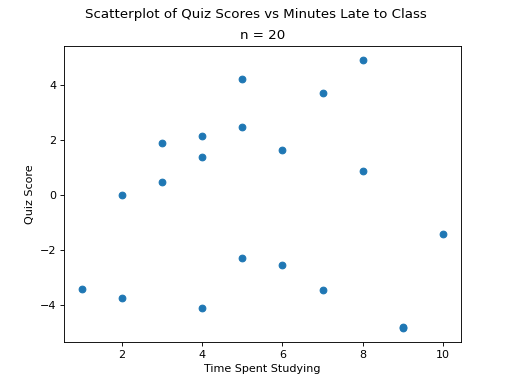 Scatterplot of Quiz Scores vs Minutes Late to Class
n = 20
4
2
0
−2
−4
Quiz Score
2 4 6 8 10
Time Spent Studying